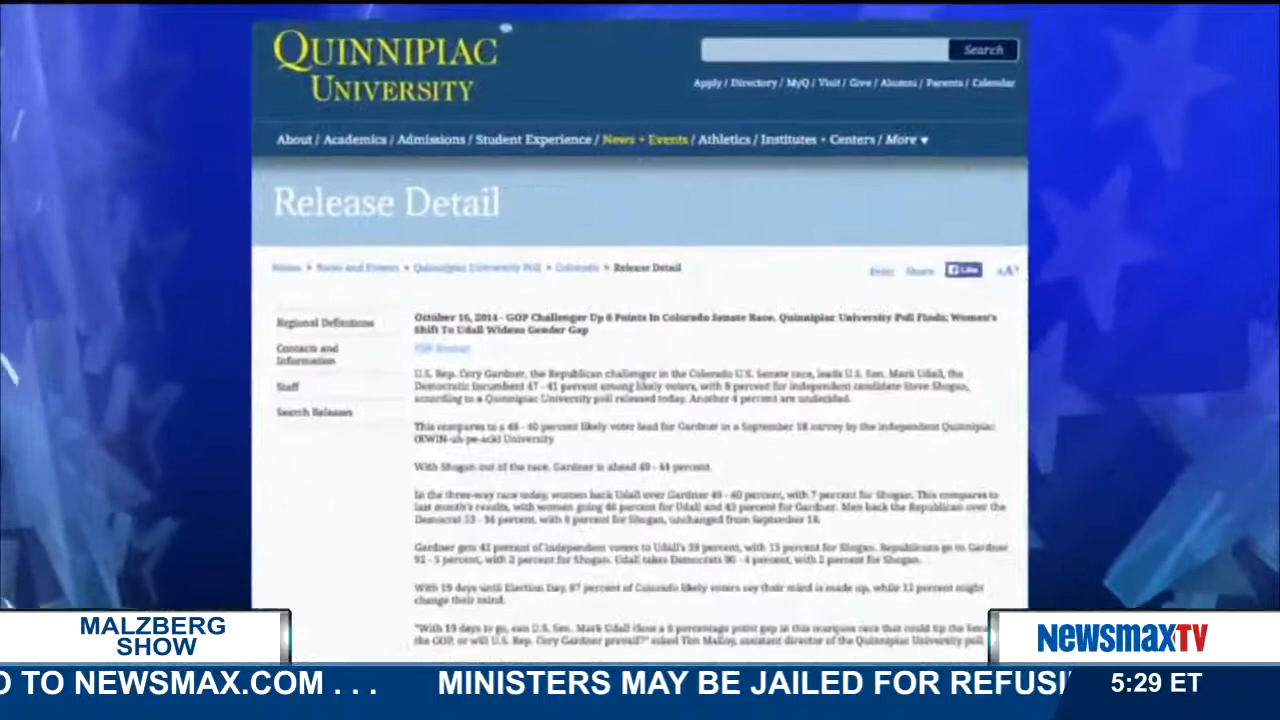 QUINNIPIAC
UNIVERSITY
Search
Apply / Directory / MyQ / Visit / Give / Alumni / Parents / Calendar
About / Academics / Admissions / Student Experience / News + Events / Athletics / Institutes + Centers / More ▼
Release Detail
Home > News and Events > Quinnipiac University Poll > Colorado > Release Detail
Print Share Like AA
Regional Definitions
Contacts and
Information
Staff
Search Releases
October 16, 2014 - GOP Challenger Up 6 Points In Colorado Senate Race, Quinnipiac University Poll Finds; Women's
Shift To Udall Widens Gender Gap
PDF Format
U.S. Rep. Cory Gardner, the Republican challenger in the Colorado U.S. Senate race, leads U.S. Sen. Mark Udall, the
Democratic incumbent 47 - 41 percent among likely voters, with 8 percent for independent candidate Steve Shogan,
according to a Quinnipiac University poll released today. Another 4 percent are undecided.
This compares to a 48 - 40 percent likely voter lead for Gardner in a September 18 survey by the independent Quinnipiac
(KWIN-uh-pe-ack) University
With Shogan out of the race, Gardner is ahead 49 - 44 percent.
In the three-way race today, women back Udall over Gardner 49 - 40 percent, with 7 percent for Shogan. This compares to
last month's results, with women going 46 percent for Udall and 45 percent for Gardner. Men back the Republican over the
Democrat 53 - 34 percent, with 9 percent for Shogan, unchanged from September 18.
Gardner gets 42 percent of independent voters to Udall's 39 percent, with 15 percent for Shogan. Republicans go to Gardner
92 - 5 percent, with 2 percent for Shogan. Udall takes Democrats 96 - 4 percent, with 2 percent for Shogan.
With 19 days until Election Day, 87 percent of Colorado likely voters say their mind is made up, while 12 percent might
change their mind.
"With 19 days to go, can U.S. Sen. Mark Udall close a 6 percentage point gap in this marquee race that could tip the
the GOP, or will U.S. Rep. Cory Gardner prevail?" asked Tim Malloy, assistant director of the Quinnipiac University poll
MALZBERG
SHOW
NEWSMAXTV
O TO NEWSMAX.COM . . . MINISTERS MAY BE JAILED FOR REFUSI
5:29 ET